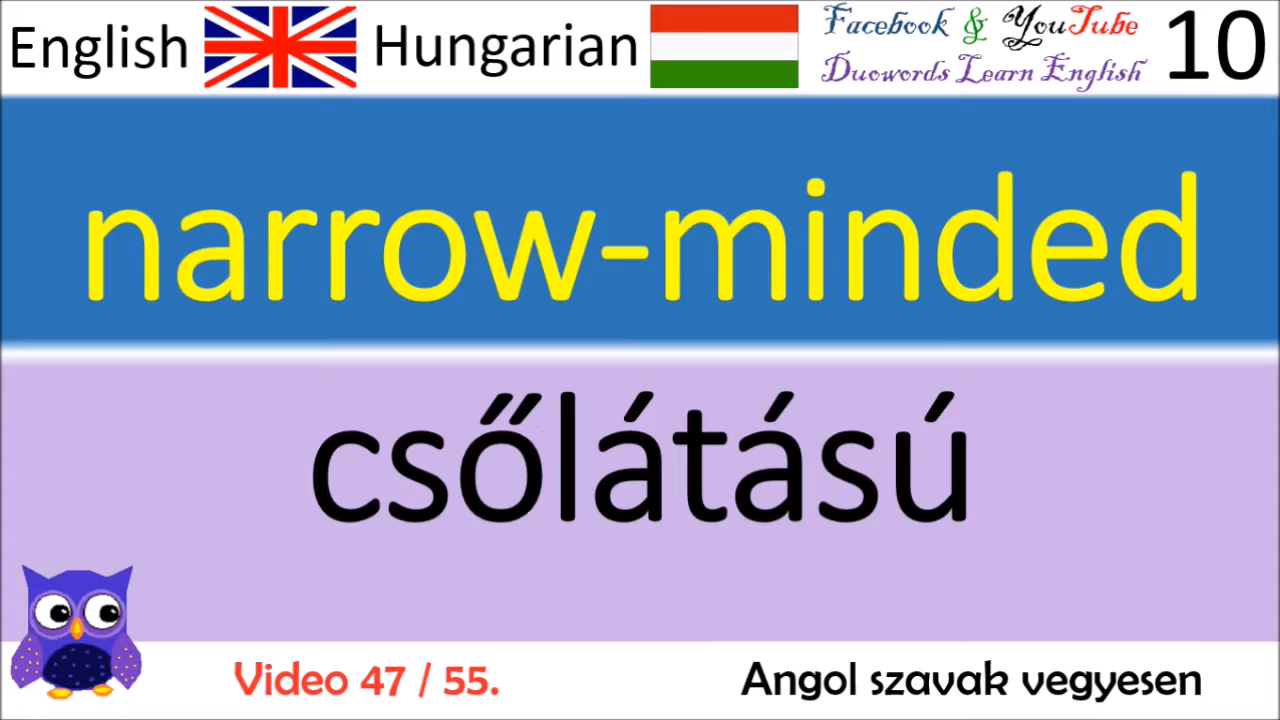 English Hungarian Facebook & YouTube 10
Duowords Learn English
narrow-minded
csőlátású
Video 47 / 55. Angol szavak vegyesen